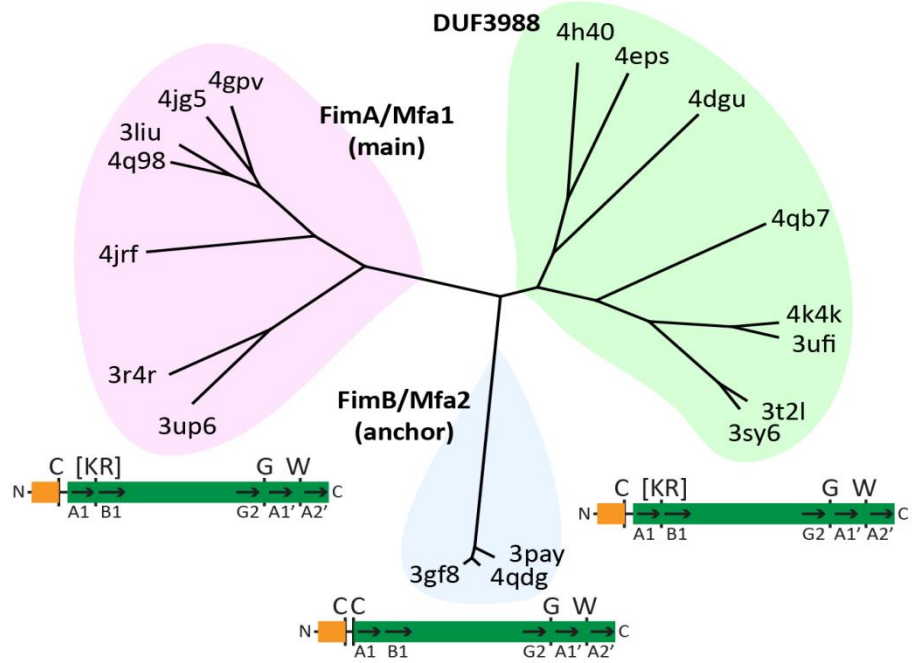 DUF3988
4h40
4eps
4dgu
4gpv
4jg5
3liu
4q98
FimA/Mfa1
(main)
4jrf
4qb7
3r4r
3up6
4k4k
3ufi
3t2l
3sy6
FimB/Mfa2
(anchor)
3pay
3gf8
4qdg
C [KR] G W
N C
A1 B1 G2 A1' A2'
C [KR] G W
N C
A1 B1 G2 A1' A2'
C C G W
N C
A1 B1 G2 A1' A2'